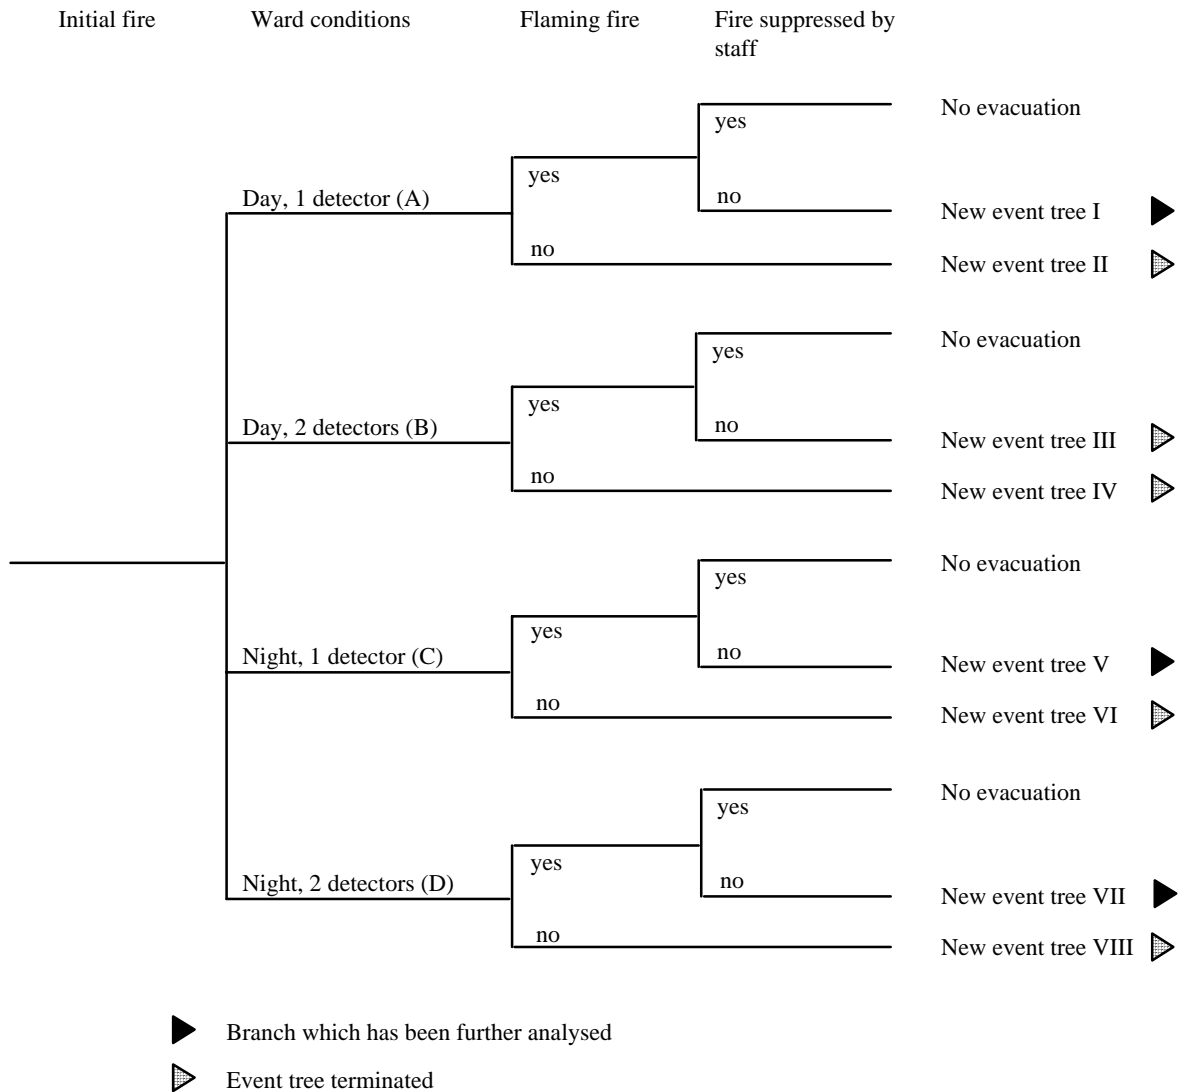 Initial fire
Ward conditions
Flaming fire
Fire suppressed by
staff
No evacuation
yes
yes
Day, 1 detector (A)
no
New event tree I
no
New event tree II
No evacuation
yes
yes
Day, 2 detectors (B)
no
New event tree III
no
New event tree IV
No evacuation
yes
yes
Night, 1 detector (C)
no
New event tree V
no
New event tree VI
No evacuation
yes
yes
Night, 2 detectors (D)
no
New event tree VII
no
New event tree VIII
Branch which has been further analysed
Event tree terminated